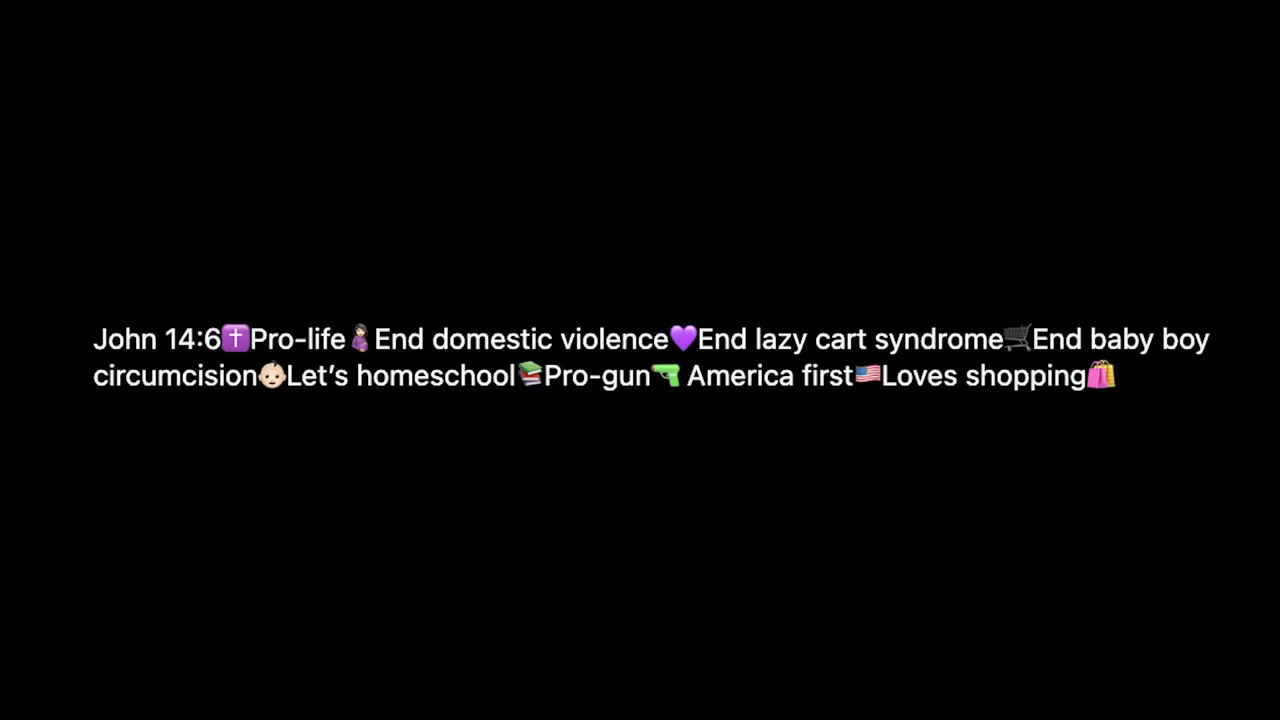 John 14:6✝️Pro-life🤰🏻End domestic violence💜End lazy cart syndrome🛒End baby boy
circumcision👶🏻Let’s homeschool📚Pro-gun🔫 America first🇺🇸Loves shopping🛍️